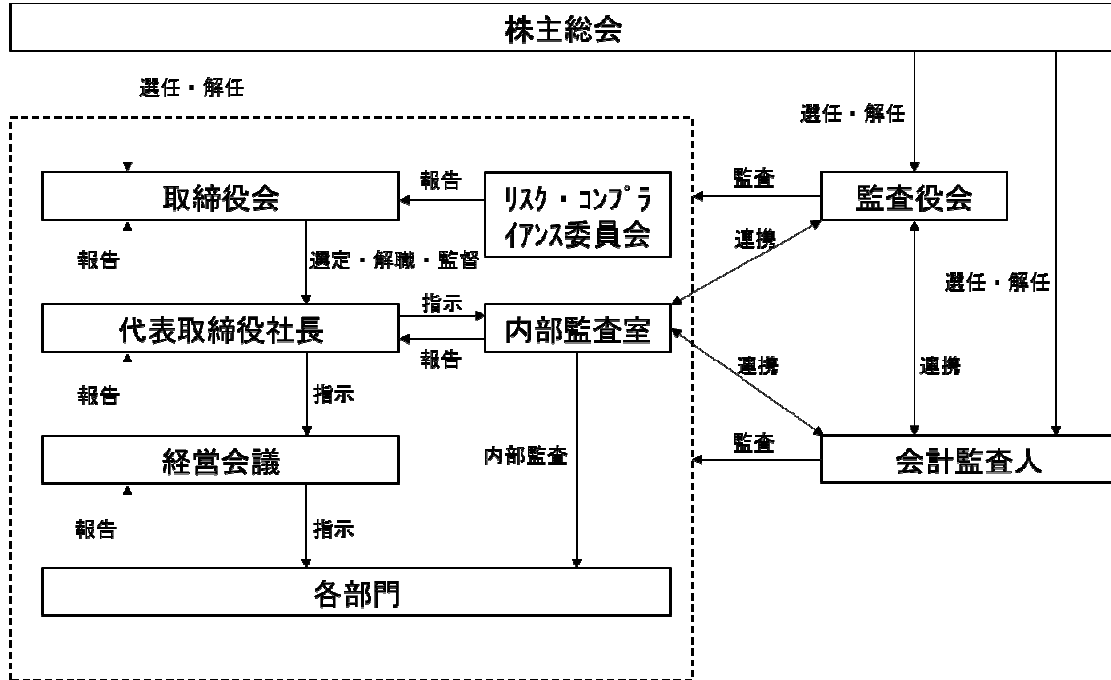 株主総会
選任・解任
選任・解任
取締役会
報告
リスク・コンプラ
イアンス委員会
監査
監査役会
報告
選定・解職・監督
連携
選任・解任
代表取締役社長
指示
報告
内部監査室
報告
指示
連携
連携
経営会議
内部監査
監査
会計監査人
報告
指示
各部門